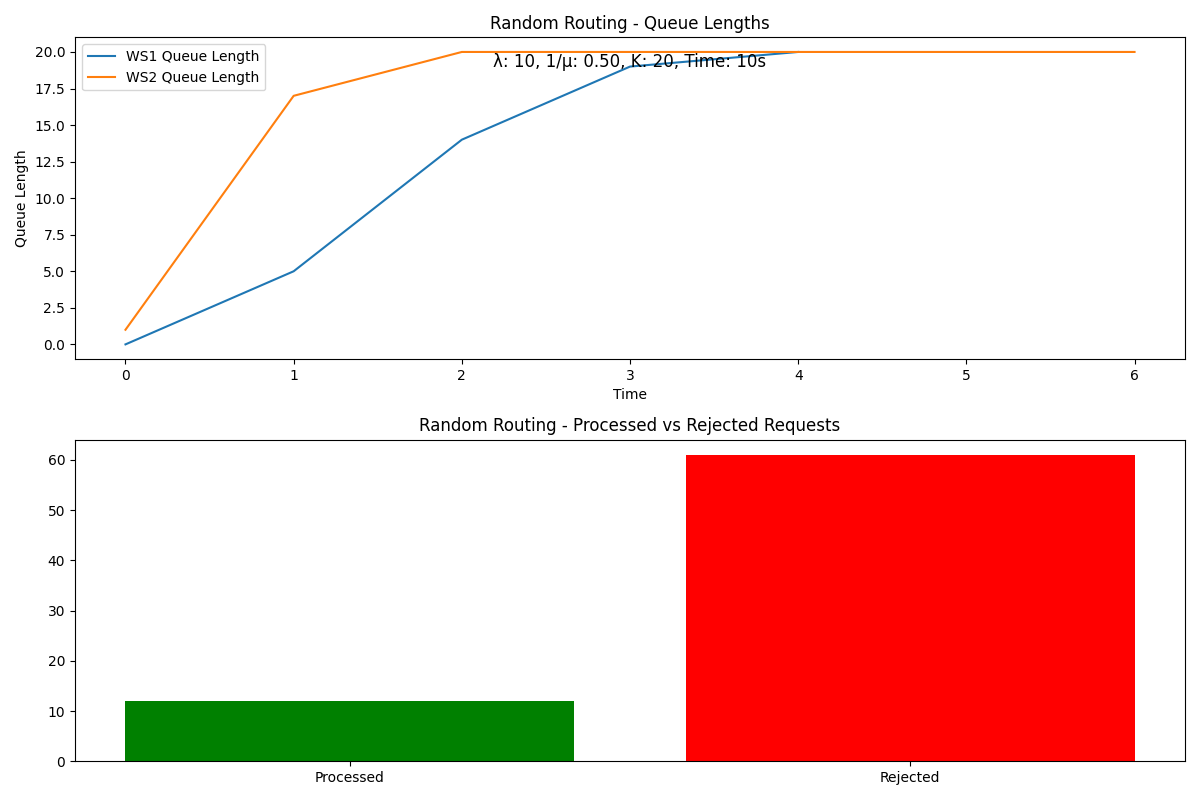 Random Routing - Queue Lengths
λ: 10, 1/μ: 0.50, K: 20, Time: 10s
WS1 Queue Length
WS2 Queue Length
Queue Length
20.0
17.5
15.0
12.5
10.0
7.5
5.0
2.5
0.0
0 1 2 3 4 5 6
Time
Random Routing - Processed vs Rejected Requests
60
50
40
30
20
10
0
Processed Rejected